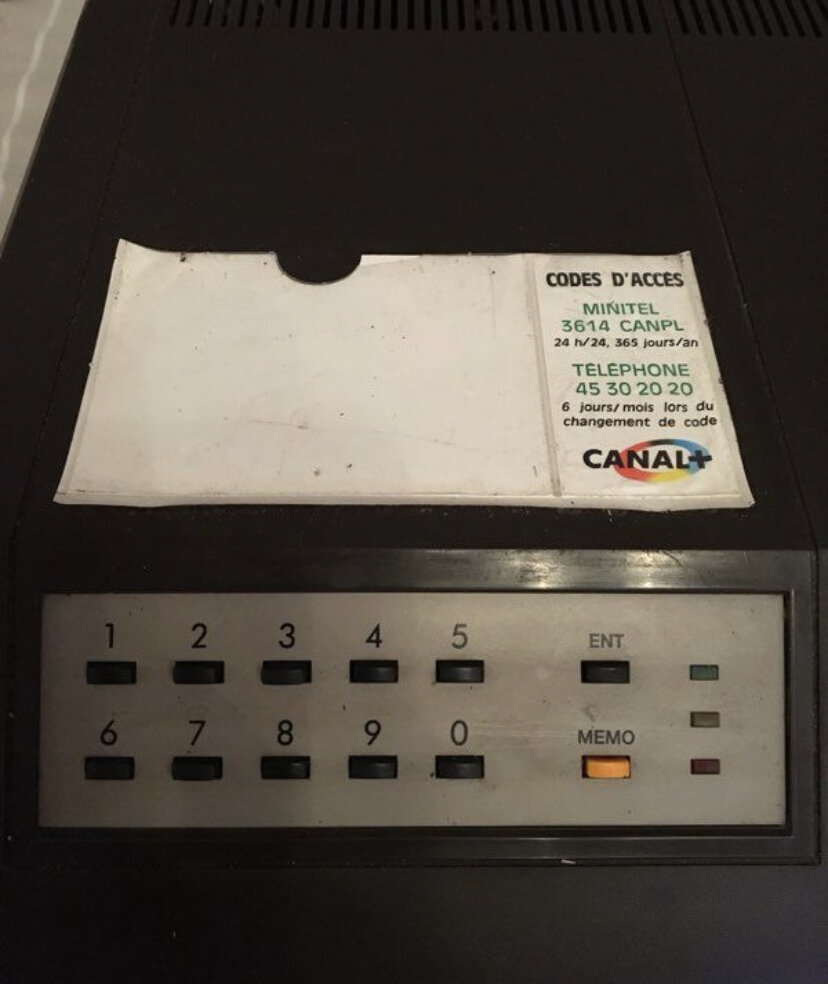 CODES D'ACCÈS
MINITEL
3614 CANPL
24 h/24, 365 jours/an
TÉLÉPHONE
45 30 20 20
6 jours/mois lors du
changement de code
CANAL+
1 2 3 4 5 ENT
6 7 8 9 0 MEMO